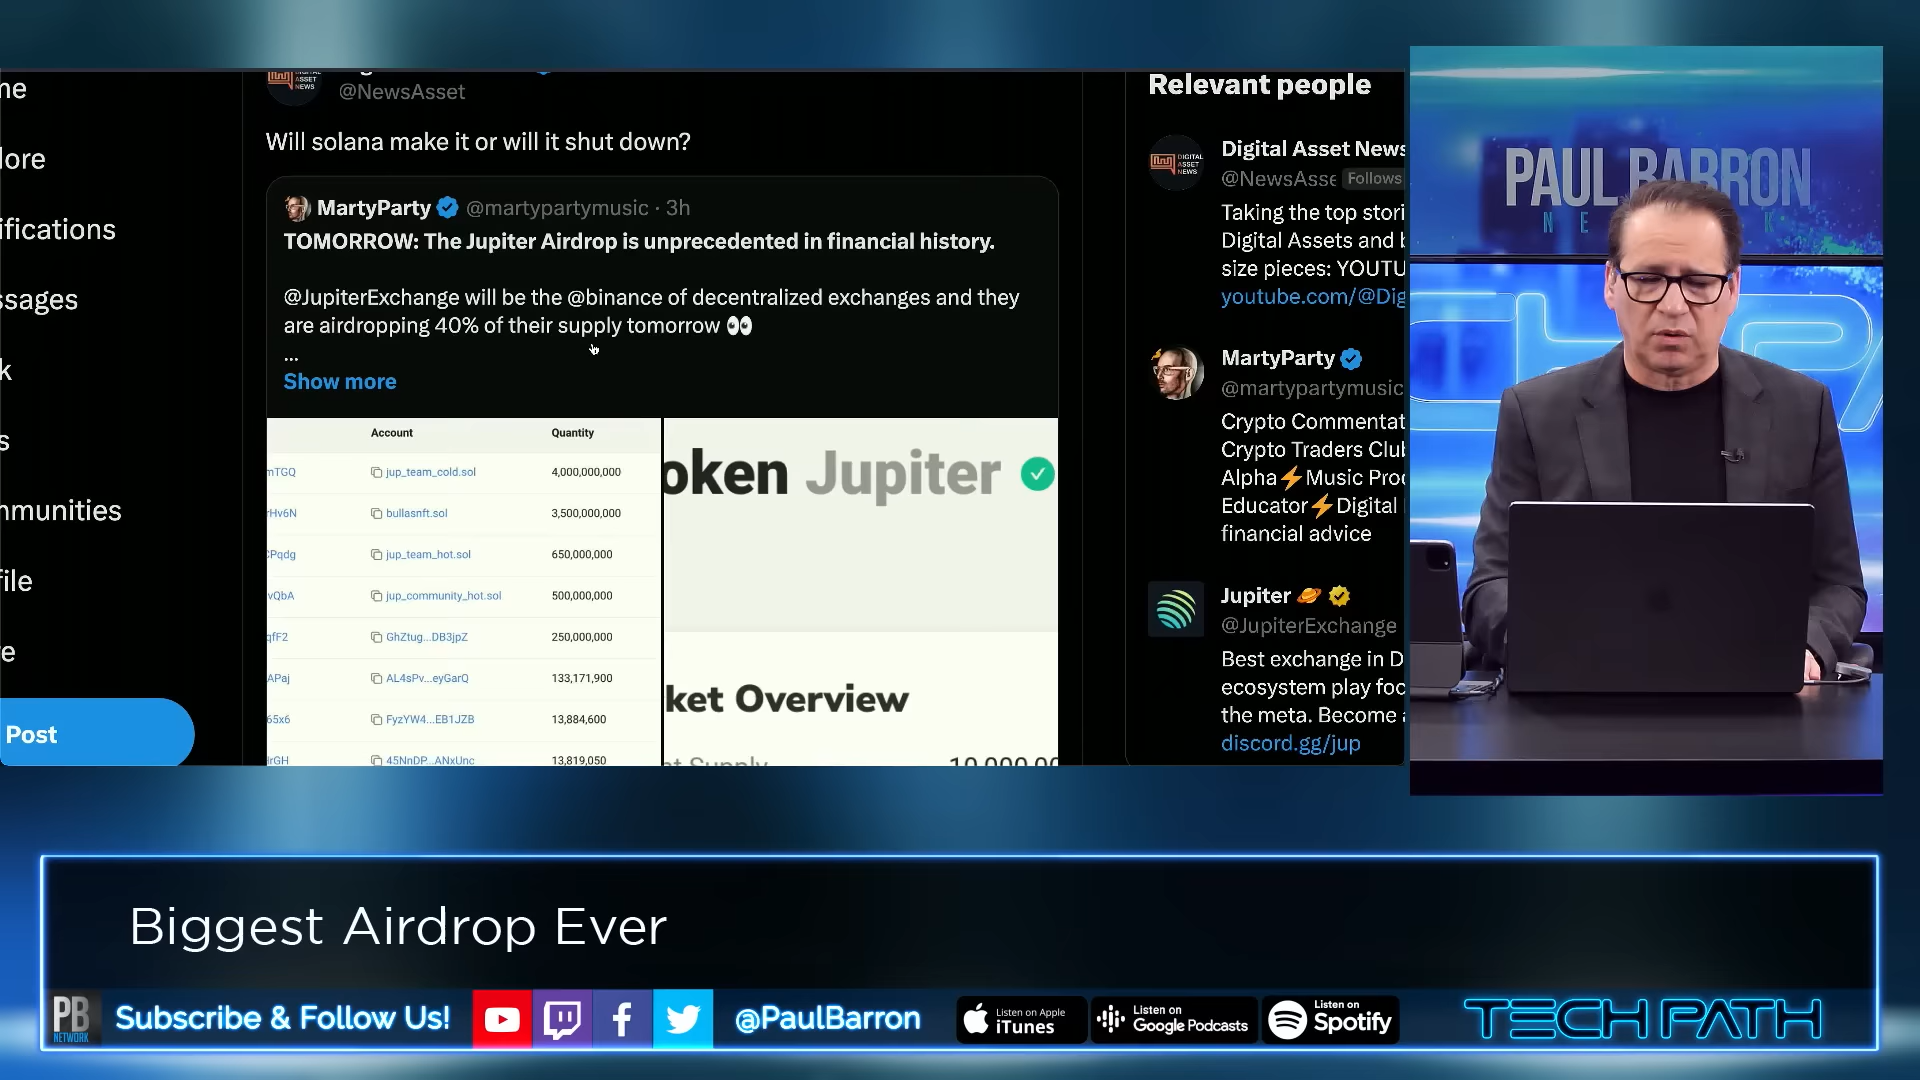 me
lore
ifications
ssages
k
s
nmunities
file
e
Post
@NewsAsset
Will solana make it or will it shut down?
MartyParty @martypartymusic · 3h
TOMORROW: The Jupiter Airdrop is unprecedented in financial history.
@JupiterExchange will be the @binance of decentralized exchanges and they
are airdropping 40% of their supply tomorrow 👀
...
Show more
Account Quantity
mTGQ jup_team_cold.sol 4,000,000,000
rHv6N bullasnft.sol 3,500,000,000
CPqdg jup_team_hot.sol 650,000,000
vQbA jup_community_hot.sol 500,000,000
qfF2 GhZtug...DB3jpZ 250,000,000
APaj AL4sPv...eyGarQ 133,171,900
65x6 FyzYW4...EB1JZB 13,884,600
IrGH 45NnDP...ANxUnc 13,819,050
oken Jupiter
ket Overview
nt Supply 10,000,00
Relevant people
Digital Asset News
@NewsAsse Follows
Taking the top stori
Digital Assets and b
size pieces: YOUTU
youtube.com/@Dig
MartyParty
@martypartymusic
Crypto Commentat
Crypto Traders Club
Alpha⚡Music Proc
Educator⚡Digital
financial advice
Jupiter 🪐
@JupiterExchange
Best exchange in D
ecosystem play foc
the meta. Become a
discord.gg/jup
PAUL BARRON
Biggest Airdrop Ever
PB
NETWORK
Subscribe & Follow Us!
@PaulBarron
Listen on Apple
iTunes
Listen on
Google Podcasts
Listen on
Spotify
TECH PATH